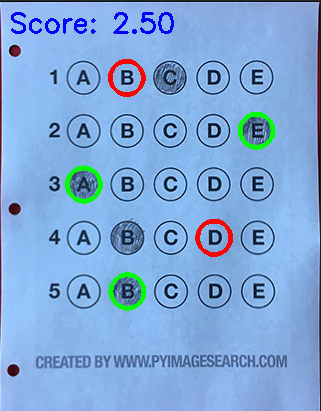 Score: 2.50
1 A B C D E
2 A B C D E
3 A B C D E
4 A B C D E
5 A B C D E
CREATED BY WWW.PYIMAGESEARCH.COM